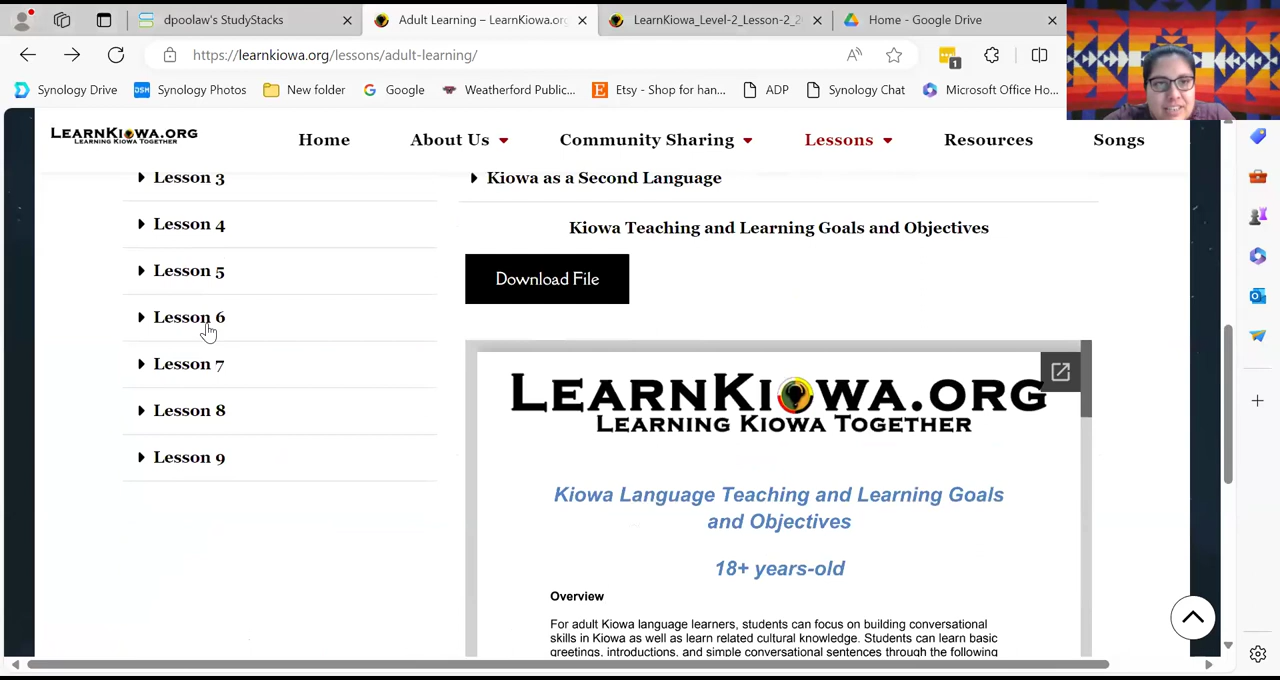 dpoolaw's StudyStacks
Adult Learning – LearnKiowa.or
LearnKiowa_Level-2_Lesson-2_2
Home - Google Drive
https://learnkiowa.org/lessons/adult-learning/
A
1
Synology Drive
DSM
Synology Photos
New folder
Google
Weatherford Public...
Etsy - Shop for han...
ADP
Synology Chat
Microsoft Office Ho...
LEARNKIOWA.ORG
LEARNING KIOWA TOGETHER
Home
About Us
Community Sharing
Lessons
Resources
Songs
Lesson 3
Lesson 4
Lesson 5
Lesson 6
Lesson 7
Lesson 8
Lesson 9
Kiowa as a Second Language
Kiowa Teaching and Learning Goals and Objectives
Download File
LEARNKIOWA.ORG
LEARNING KIOWA TOGETHER
Kiowa Language Teaching and Learning Goals
and Objectives
18+ years-old
Overview
For adult Kiowa language learners, students can focus on building conversational
skills in Kiowa as well as learn related cultural knowledge. Students can learn basic
greetings, introductions, and simple conversational sentences through the following